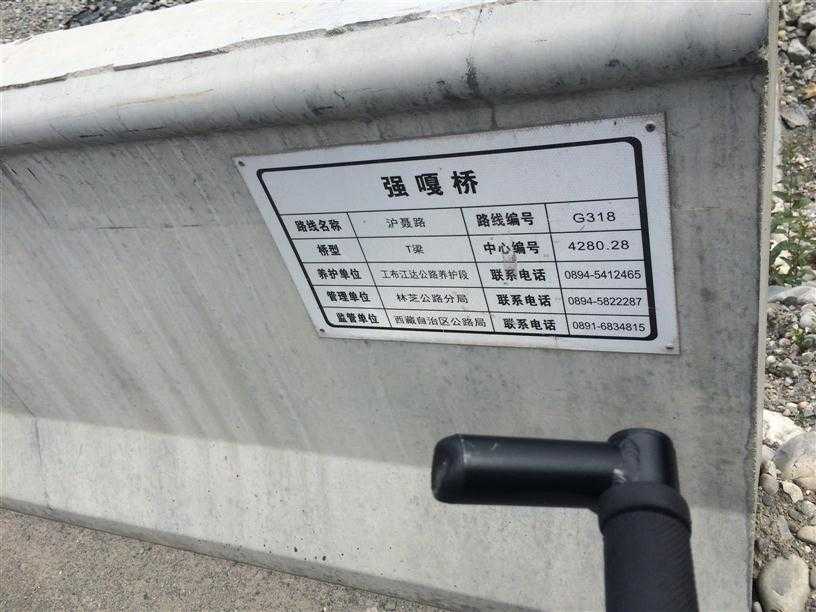 强嘎桥
路线名称 沪聂路 路线编号 G318
桥型 T梁 中心编号 4280.28
养护单位 工布江达公路养护段 联系电话 0894-5412465
管理单位 林芝公路分局 联系电话 0894-5822287
监管单位 西藏自治区公路局 联系电话 0891-6834815